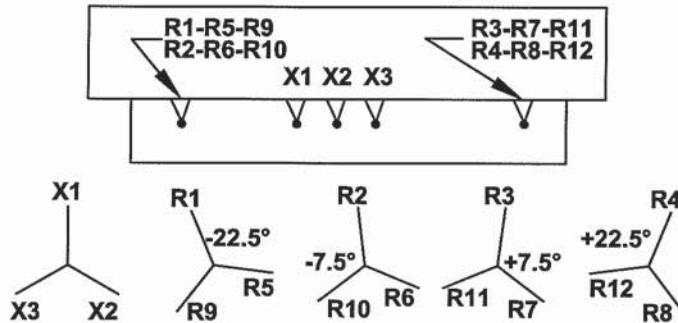 R1-R5-R9
R2-R6-R10
R3-R7-R11
R4-R8-R12
X1 X2 X3
X1
X3
X2
R1
-22.5°
R5
R9
R2
-7.5°
R6
R10
R3
+7.5°
R11
R7
R4
+22.5°
R12
R8